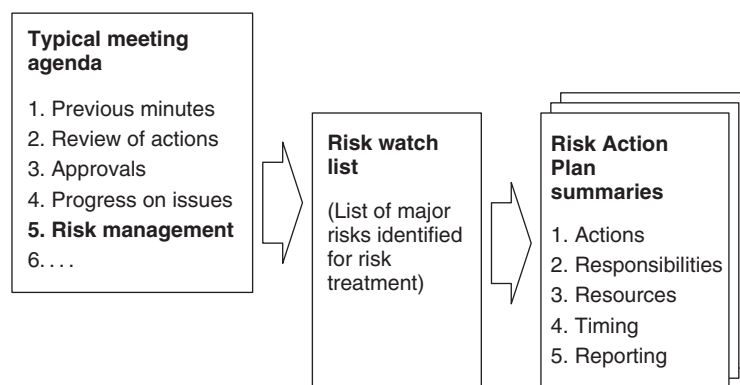 Typical meeting
agenda
1. Previous minutes
2. Review of actions
3. Approvals
4. Progress on issues
5. Risk management
6. . . .
Risk watch
list
(List of major
risks identified
for risk
treatment)
Risk Action
Plan
summaries
1. Actions
2. Responsibilities
3. Resources
4. Timing
5. Reporting